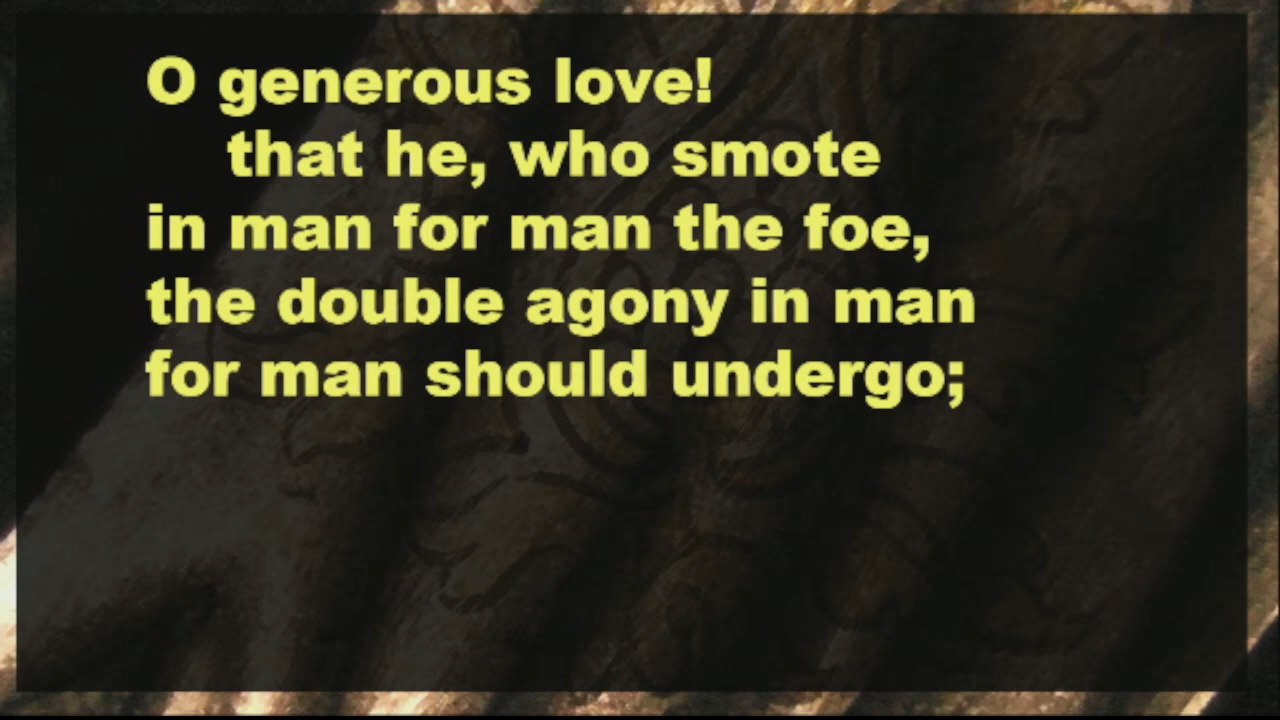 O generous love!
that he, who smote
in man for man the foe,
the double agony in man
for man should undergo;